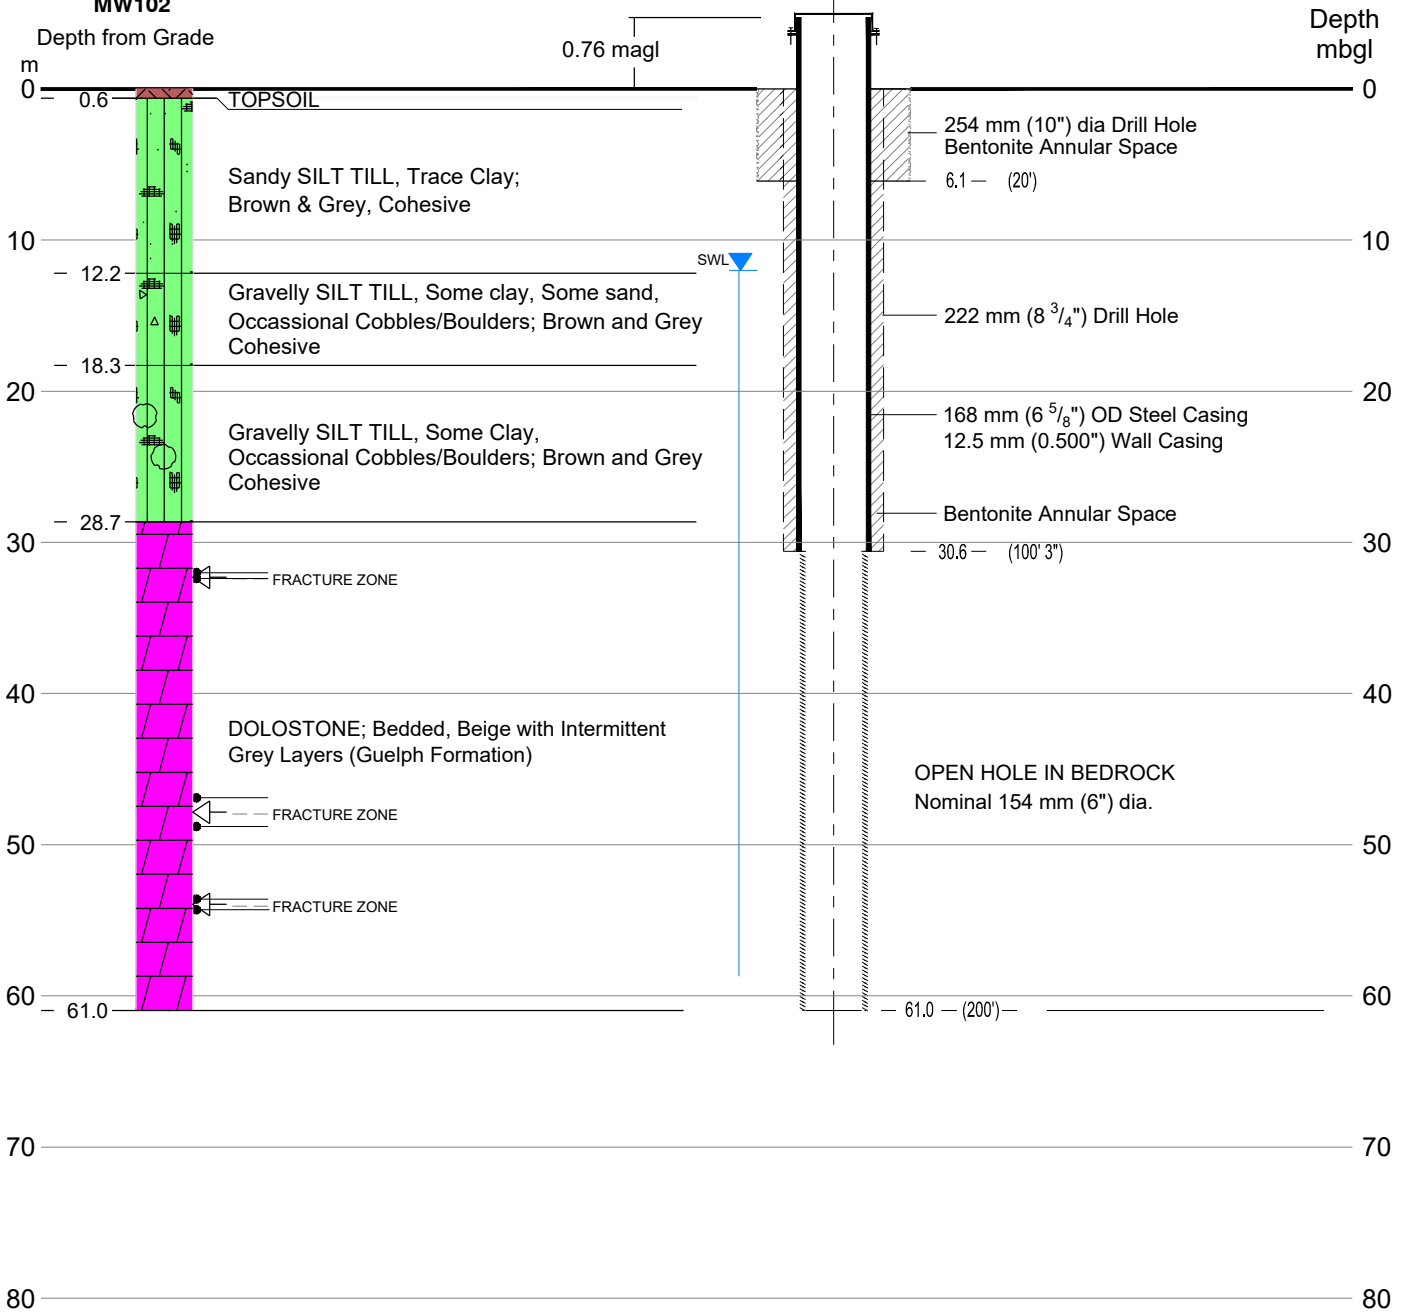 MW102
Depth from Grade
m
Depth
mbgl
0.76 magl
0
0
0.6
TOPSOIL
254 mm (10") dia Drill Hole
Bentonite Annular Space
Sandy SILT TILL, Trace Clay;
Brown & Grey, Cohesive
6.1 (20')
10
10
SWL
12.2
Gravelly SILT TILL, Some clay, Some sand,
Occassional Cobbles/Boulders; Brown and Grey
Cohesive
222 mm (8 3/4") Drill Hole
18.3
20
20
168 mm (6 5/8") OD Steel Casing
12.5 mm (0.500") Wall Casing
Gravelly SILT TILL, Some Clay,
Occassional Cobbles/Boulders; Brown and Grey
Cohesive
Bentonite Annular Space
28.7
30
30
30.6 (100' 3")
FRACTURE ZONE
40
40
DOLOSTONE; Bedded, Beige with Intermittent
Grey Layers (Guelph Formation)
OPEN HOLE IN BEDROCK
Nominal 154 mm (6") dia.
FRACTURE ZONE
50
50
FRACTURE ZONE
60
60
61.0
61.0 (200')
70
70
80
80